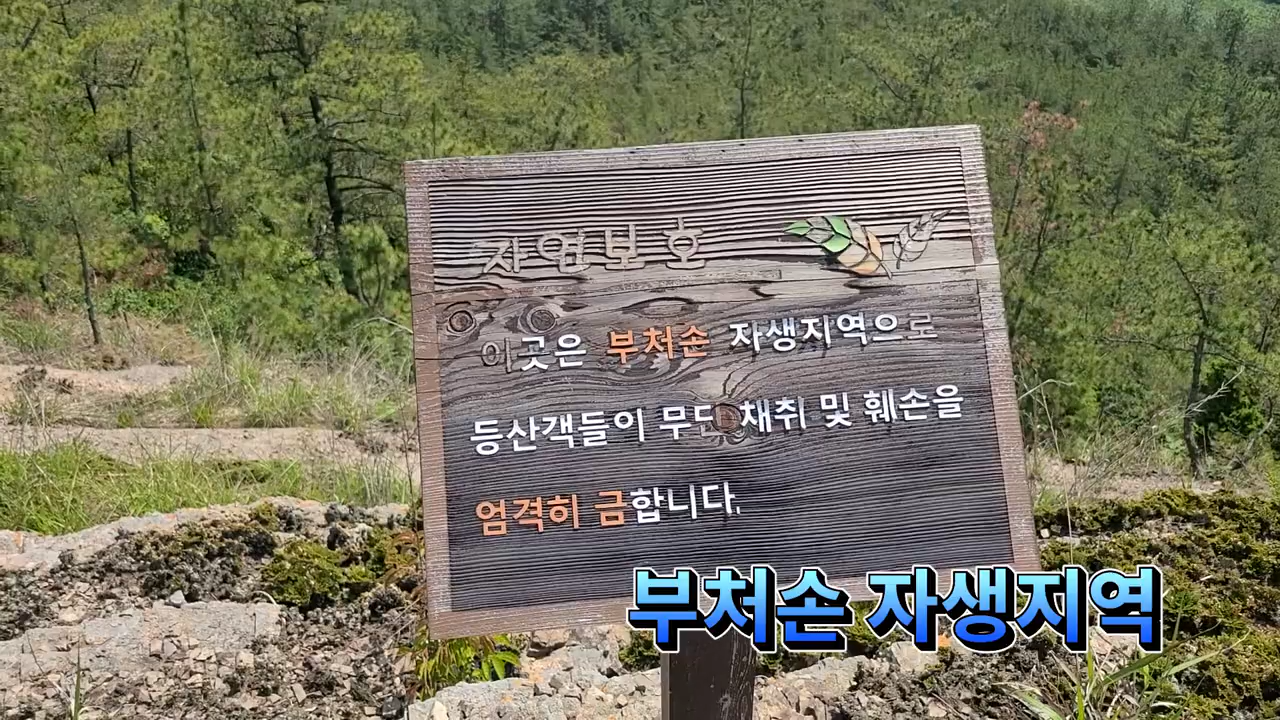 자연보호
이곳은 부처손 자생지역으로
등산객들이 무단 채취 및 훼손을
엄격히 금합니다.
부처손 자생지역